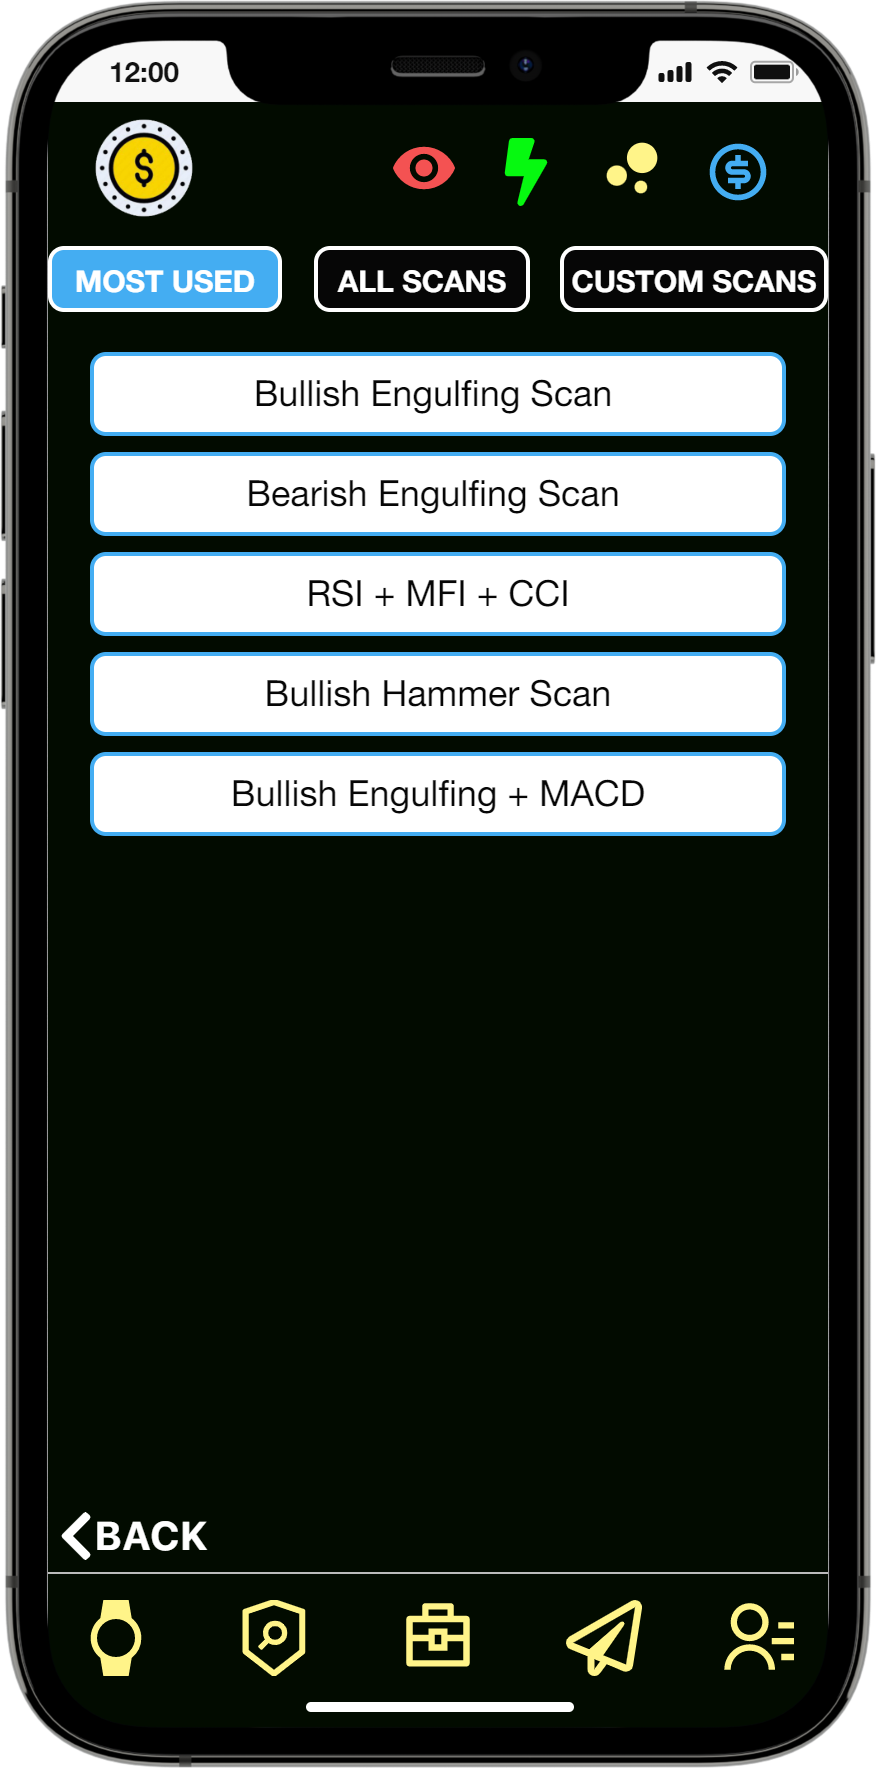 12:00
MOST USED
ALL SCANS
CUSTOM SCANS
Bullish Engulfing Scan
Bearish Engulfing Scan
RSI + MFI + CCI
Bullish Hammer Scan
Bullish Engulfing + MACD
BACK